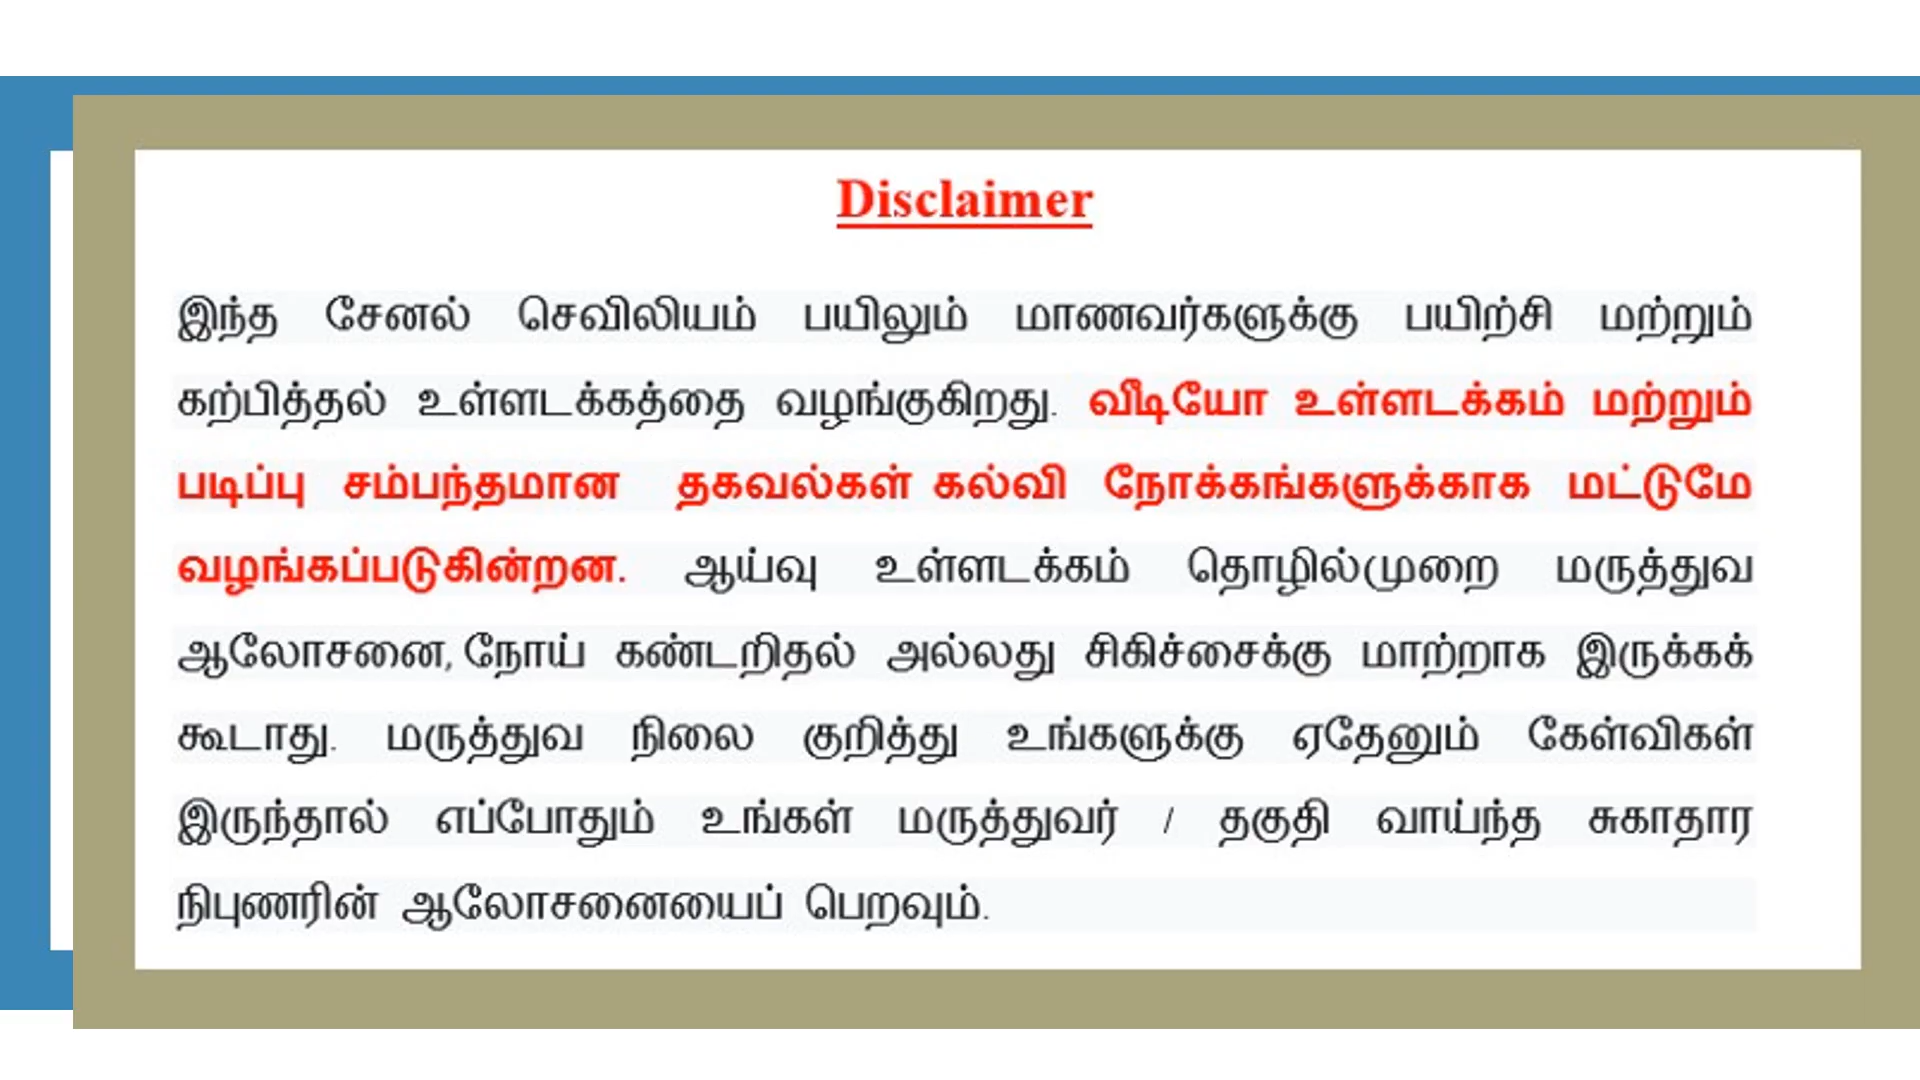 Disclaimer
இந்த சேனல் செவிலியம் பயிலும் மாணவர்களுக்கு பயிற்சி மற்றும்
கற்பித்தல் உள்ளடக்கத்தை வழங்குகிறது. வீடியோ உள்ளடக்கம் மற்றும்
படிப்பு சம்பந்தமான தகவல்கள் கல்வி நோக்கங்களுக்காக மட்டுமே
வழங்கப்படுகின்றன. ஆய்வு உள்ளடக்கம் தொழில்முறை மருத்துவ
ஆலோசனை, நோய் கண்டறிதல் அல்லது சிகிச்சைக்கு மாற்றாக இருக்கக்
கூடாது. மருத்துவ நிலை குறித்து உங்களுக்கு ஏதேனும் கேள்விகள்
இருந்தால் எப்போதும் உங்கள் மருத்துவர் / தகுதி வாய்ந்த சுகாதார
நிபுணரின் ஆலோசனையைப் பெறவும்.